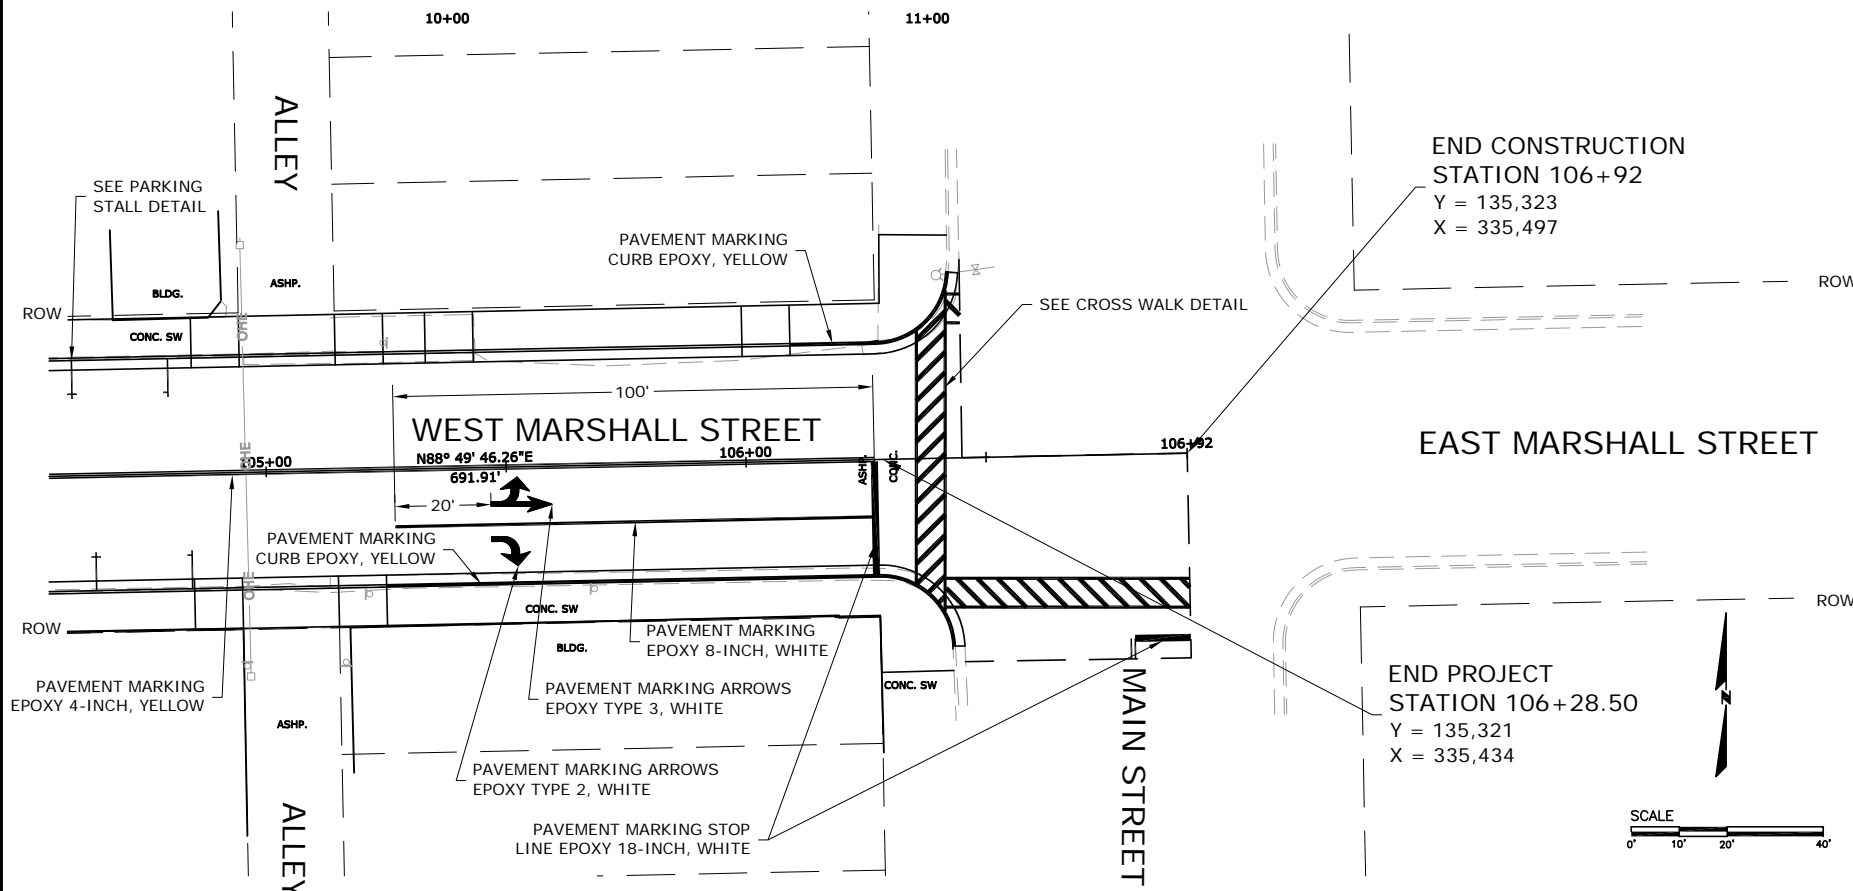 10+00
11+00
ALLEY
END CONSTRUCTION
STATION 106+92
Y = 135,323
X = 335,497
SEE PARKING
STALL DETAIL
PAVEMENT MARKING
CURB EPOXY, YELLOW
BLDG.
ASHP.
ROW
ROW
SEE CROSS WALK DETAIL
CONC. SW
OHE
100'
WEST MARSHALL STREET
EAST MARSHALL STREET
105+00
N88° 49' 46.26"E
691.91'
106+00
106+92
OHE
ASHP.
CONC.
20'
PAVEMENT MARKING
CURB EPOXY, YELLOW
OHE
CONC. SW
ROW
ROW
BLDG.
PAVEMENT MARKING
EPOXY 8-INCH, WHITE
PAVEMENT MARKING
EPOXY 4-INCH, YELLOW
PAVEMENT MARKING ARROWS
EPOXY TYPE 3, WHITE
CONC. SW
END PROJECT
STATION 106+28.50
Y = 135,321
X = 335,434
N
ASHP.
MAIN STREET
PAVEMENT MARKING ARROWS
EPOXY TYPE 2, WHITE
ALLEY
PAVEMENT MARKING STOP
LINE EPOXY 18-INCH, WHITE
SCALE
0' 10' 20' 40'